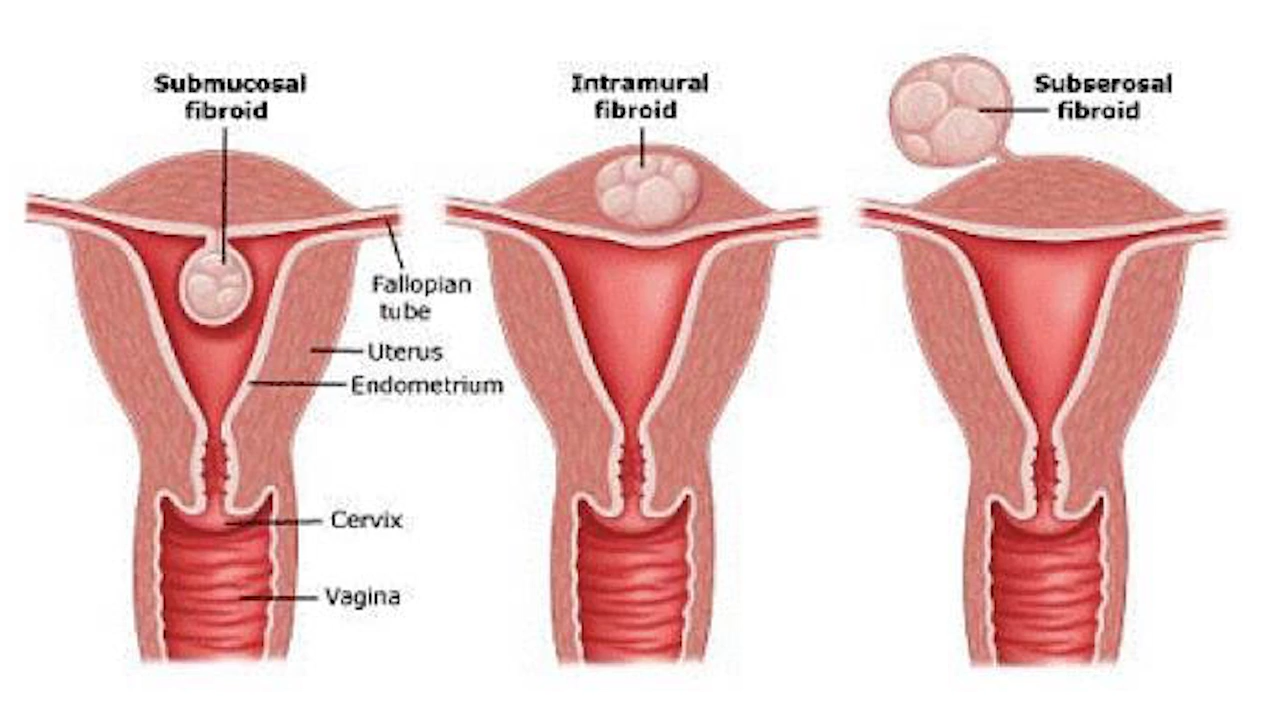 Submucosal
fibroid
Intramural
fibroid
Subserosal
fibroid
Fallopian
tube
Uterus
Endometrium
Cervix
Vagina